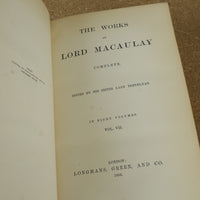 THE WORKS
OF
LORD MACAULAY
COMPLETE.
EDITED BY HIS SISTER LADY TREVELYAN.
IN EIGHT VOLUMES.
VOL. VII.
LONDON:
LONGMANS, GREEN, AND CO.